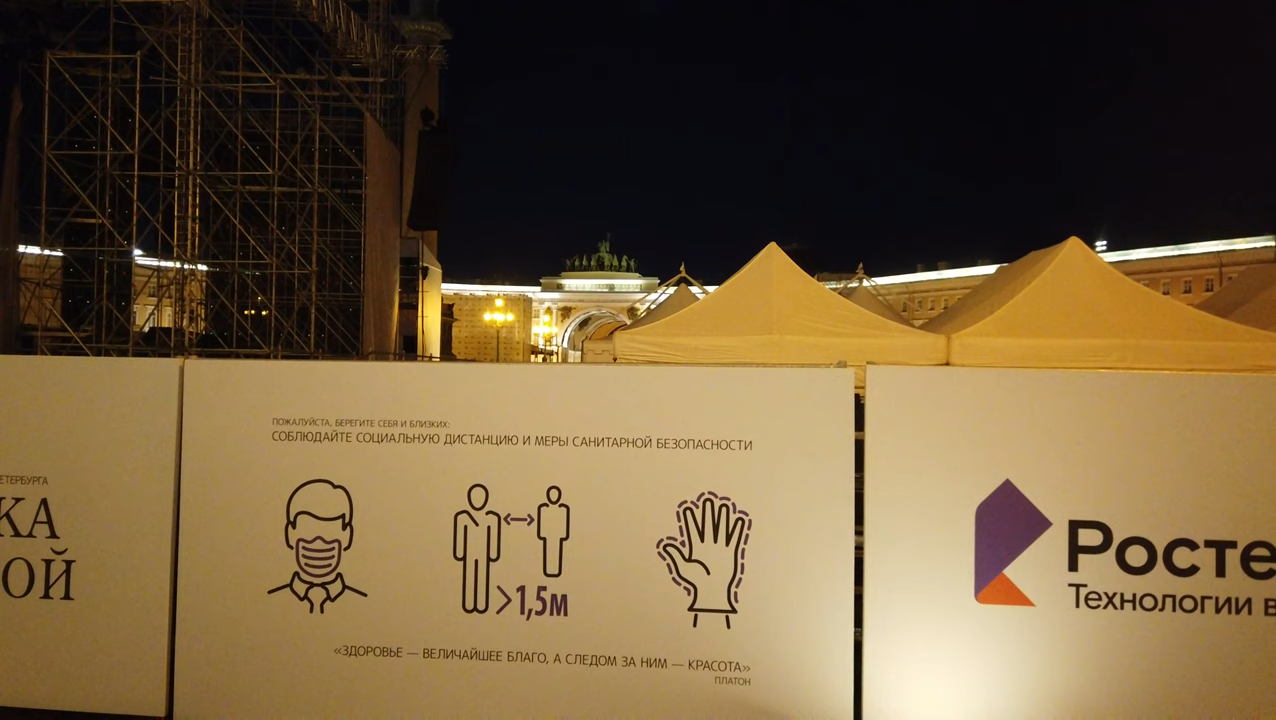 ЕТЕРБУРГА
КА
ОЙ
ПОЖАЛУЙСТА, БЕРЕГИТЕ СЕБЯ И БЛИЗКИХ:
СОБЛЮДАЙТЕ СОЦИАЛЬНУЮ ДИСТАНЦИЮ И МЕРЫ САНИТАРНОЙ БЕЗОПАСНОСТИ
>1,5м
«ЗДОРОВЬЕ — ВЕЛИЧАЙШЕЕ БЛАГО, А СЛЕДОМ ЗА НИМ — КРАСОТА»
ПЛАТОН
Росте
Технологии в